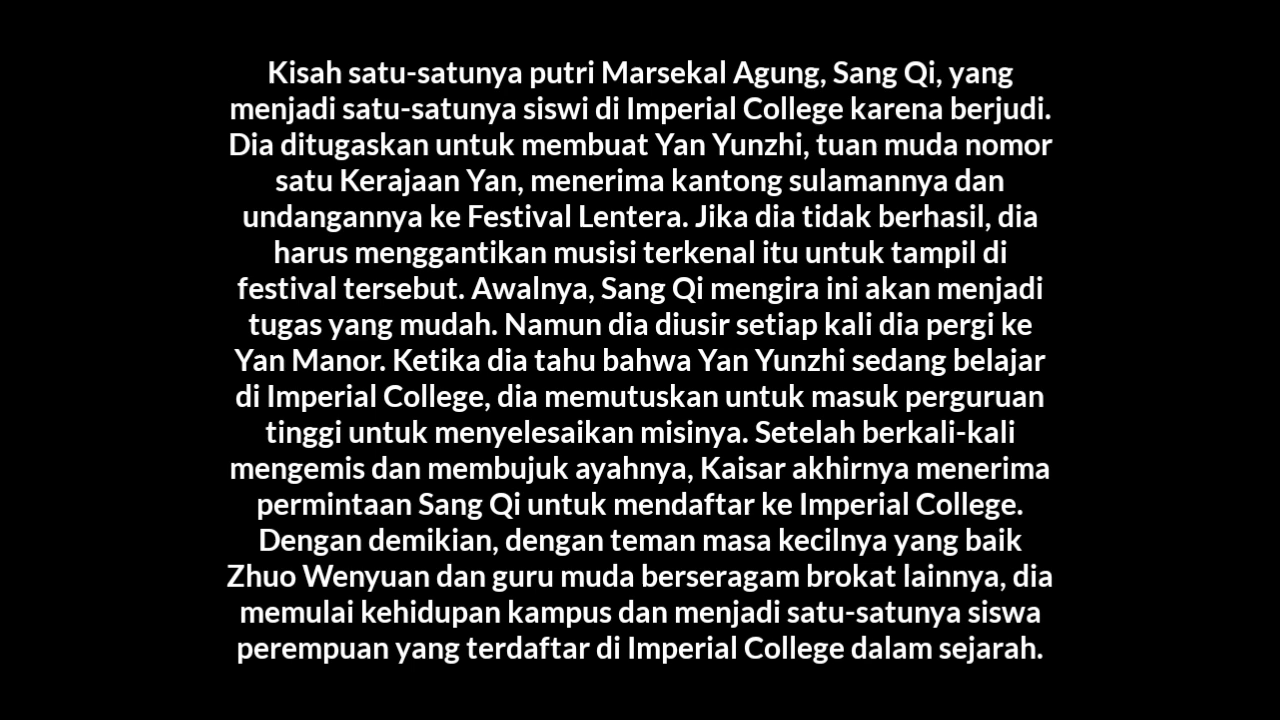 Kisah satu-satunya putri Marsekal Agung, Sang Qi, yang
menjadi satu-satunya siswi di Imperial College karena berjudi.
Dia ditugaskan untuk membuat Yan Yunzhi, tuan muda nomor
satu Kerajaan Yan, menerima kantong sulamannya dan
undangannya ke Festival Lentera. Jika dia tidak berhasil, dia
harus menggantikan musisi terkenal itu untuk tampil di
festival tersebut. Awalnya, Sang Qi mengira ini akan menjadi
tugas yang mudah. Namun dia diusir setiap kali dia pergi ke
Yan Manor. Ketika dia tahu bahwa Yan Yunzhi sedang belajar
di Imperial College, dia memutuskan untuk masuk perguruan
tinggi untuk menyelesaikan misinya. Setelah berkali-kali
mengemis dan membujuk ayahnya, Kaisar akhirnya menerima
permintaan Sang Qi untuk mendaftar ke Imperial College.
Dengan demikian, dengan teman masa kecilnya yang baik
Zhuo Wenyuan dan guru muda berseragam brokat lainnya, dia
memulai kehidupan kampus dan menjadi satu-satunya siswa
perempuan yang terdaftar di Imperial College dalam sejarah.